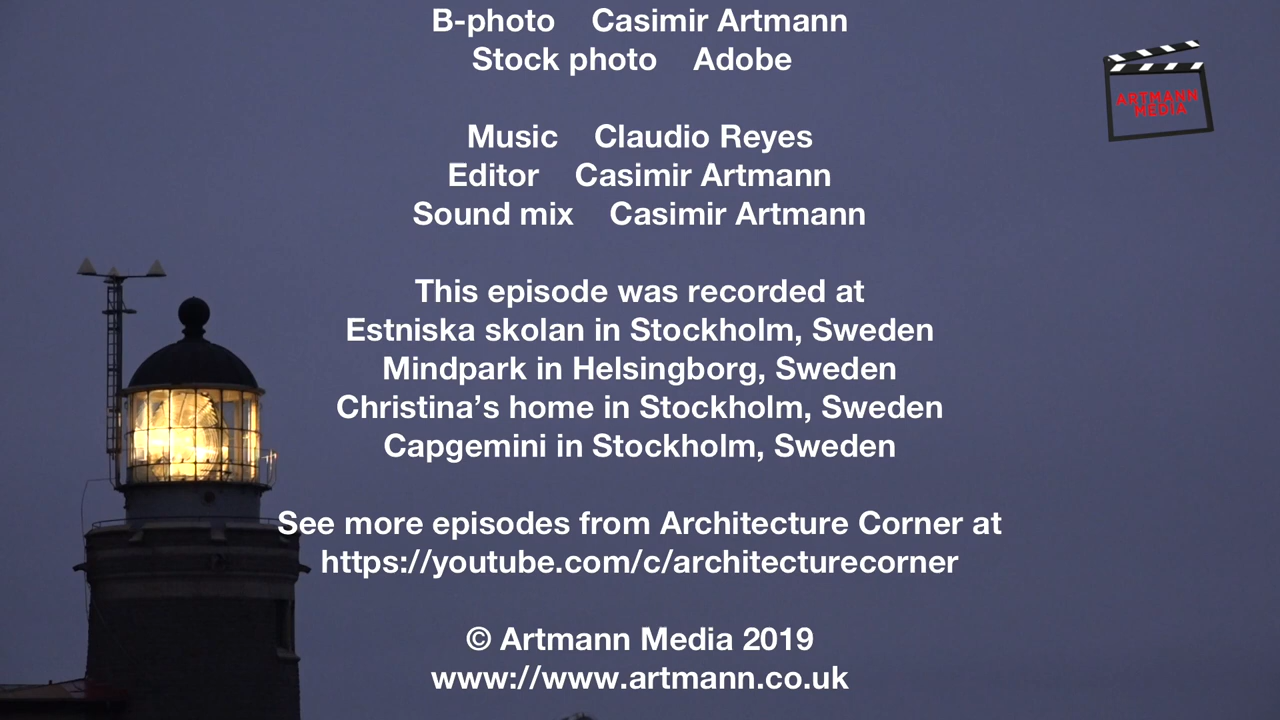 B-photo Casimir Artmann
Stock photo Adobe
ARTMANN
MEDIA
Music Claudio Reyes
Editor Casimir Artmann
Sound mix Casimir Artmann
This episode was recorded at
Estniska skolan in Stockholm, Sweden
Mindpark in Helsingborg, Sweden
Christina’s home in Stockholm, Sweden
Capgemini in Stockholm, Sweden
See more episodes from Architecture Corner at
https://youtube.com/c/architecturecorner
© Artmann Media 2019
www://www.artmann.co.uk